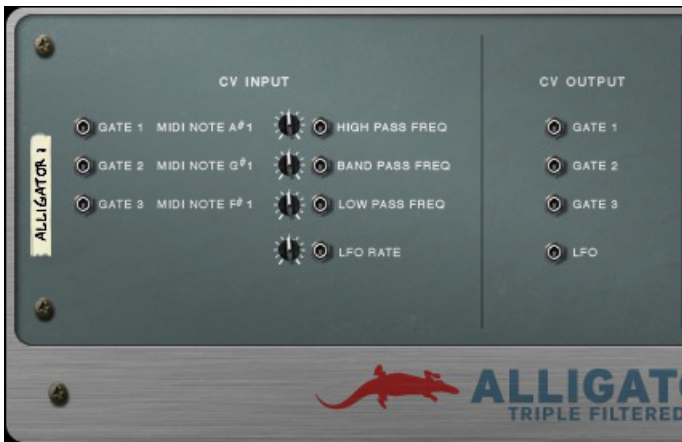 CV INPUT
GATE 1 MIDI NOTE A#1 HIGH PASS FREQ
GATE 2 MIDI NOTE G#1 BAND PASS FREQ
GATE 3 MIDI NOTE F#1 LOW PASS FREQ
LFO RATE
CV OUTPUT
GATE 1
GATE 2
GATE 3
LFO
ALLIGATOR 1
ALLIGATO
TRIPLE FILTERED